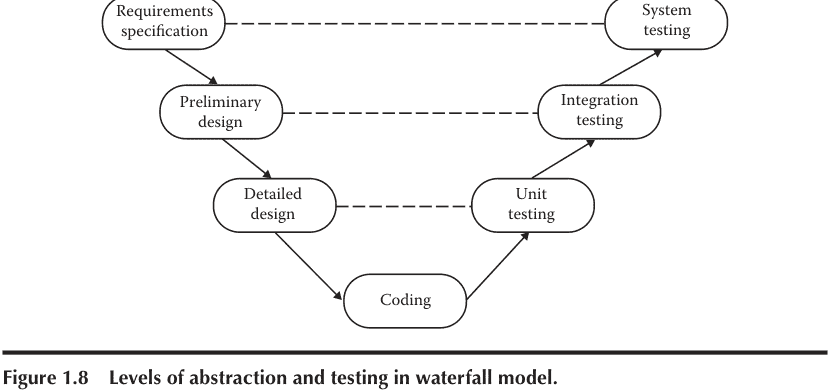 Requirements
specification
System
testing
Preliminary
design
Integration
testing
Detailed
design
Unit
testing
Coding
Figure 1.8 Levels of abstraction and testing in waterfall model.